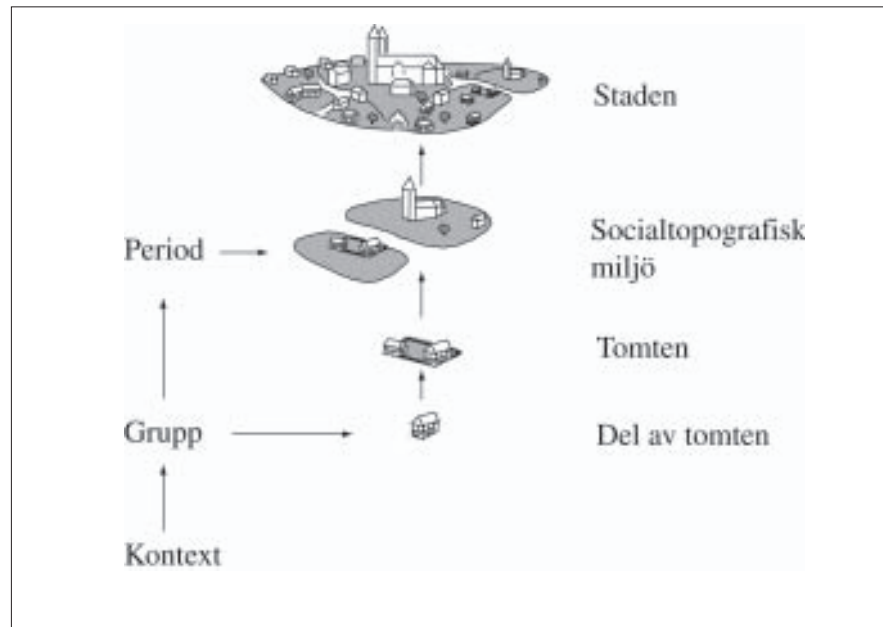 Staden
Period
Socialtopografisk
miljö
Tomten
Grupp
Del av tomten
Kontext